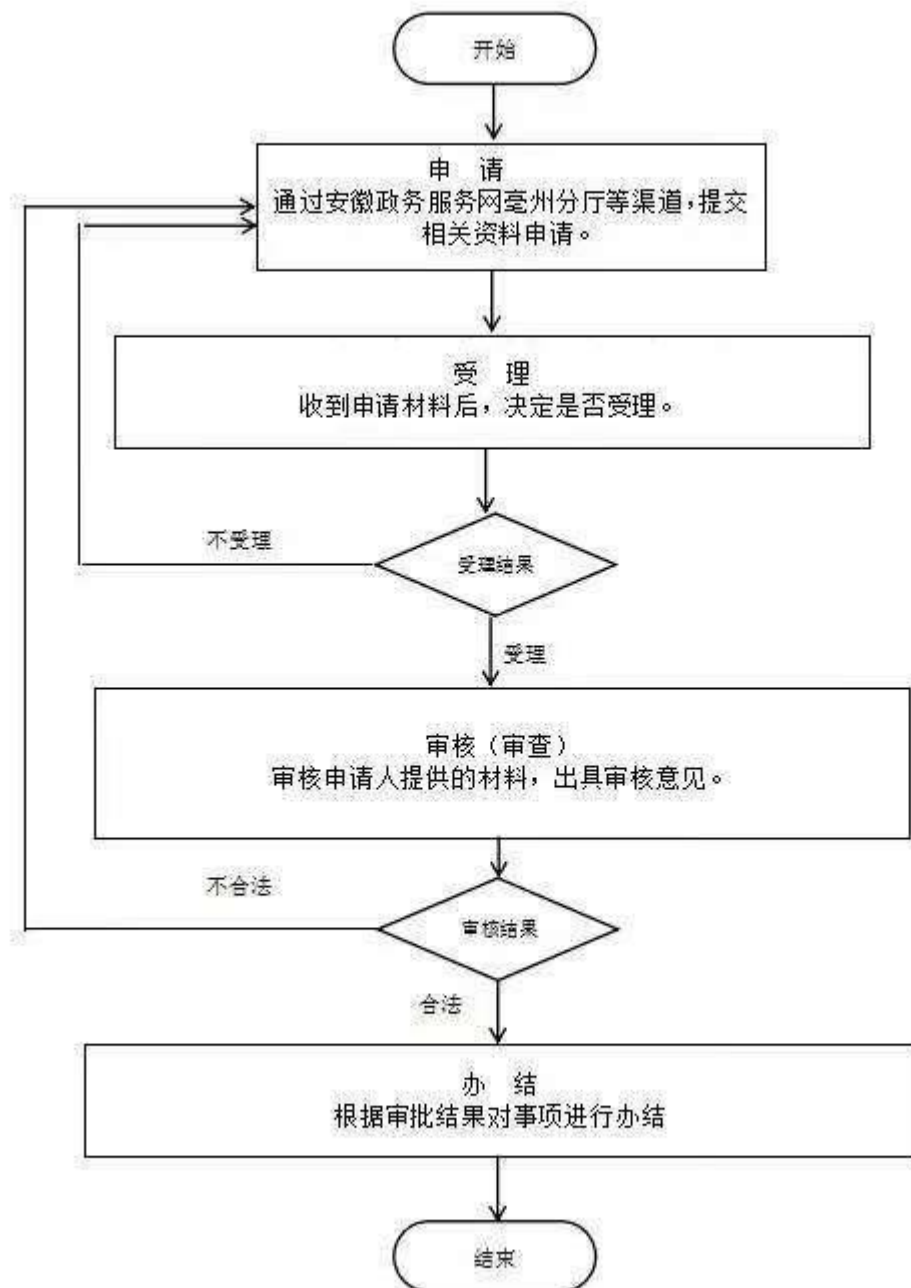 开始
申 请
通过安徽政务服务网亳州分厅等渠道,提交
相关资料申请。
受 理
收到申请材料后，决定是否受理。
不受理
受理结果
受理
审核（审查）
审核申请人提供的材料，出具审核意见。
不合法
审核结果
合法
办 结
根据审批结果对事项进行办结
结束